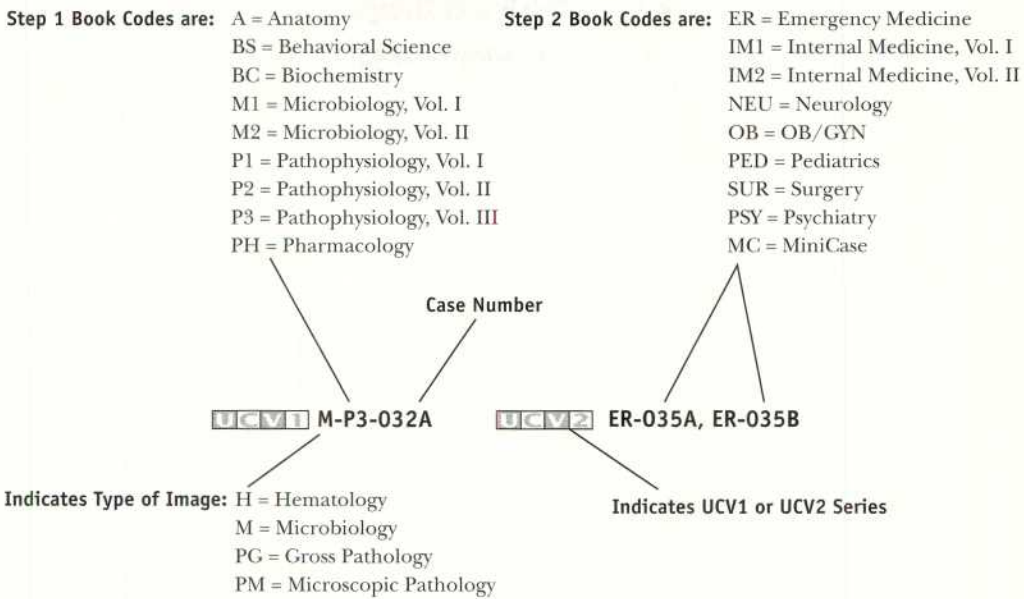 Step 1 Book Codes are: A = Anatomy
BS = Behavioral Science
BC = Biochemistry
M1 = Microbiology, Vol. I
M2 = Microbiology, Vol. II
P1 = Pathophysiology, Vol. I
P2 = Pathophysiology, Vol. II
P3 = Pathophysiology, Vol. III
PH = Pharmacology
Step 2 Book Codes are: ER = Emergency Medicine
IM1 = Internal Medicine, Vol. I
IM2 = Internal Medicine, Vol. II
NEU = Neurology
OB = OB/GYN
PED = Pediatrics
SUR = Surgery
PSY = Psychiatry
MC = MiniCase
Case Number
UCV1 M-P3-032A
UCV2 ER-035A, ER-035B
Indicates Type of Image: H = Hematology
M = Microbiology
PG = Gross Pathology
PM = Microscopic Pathology
Indicates UCV1 or UCV2 Series